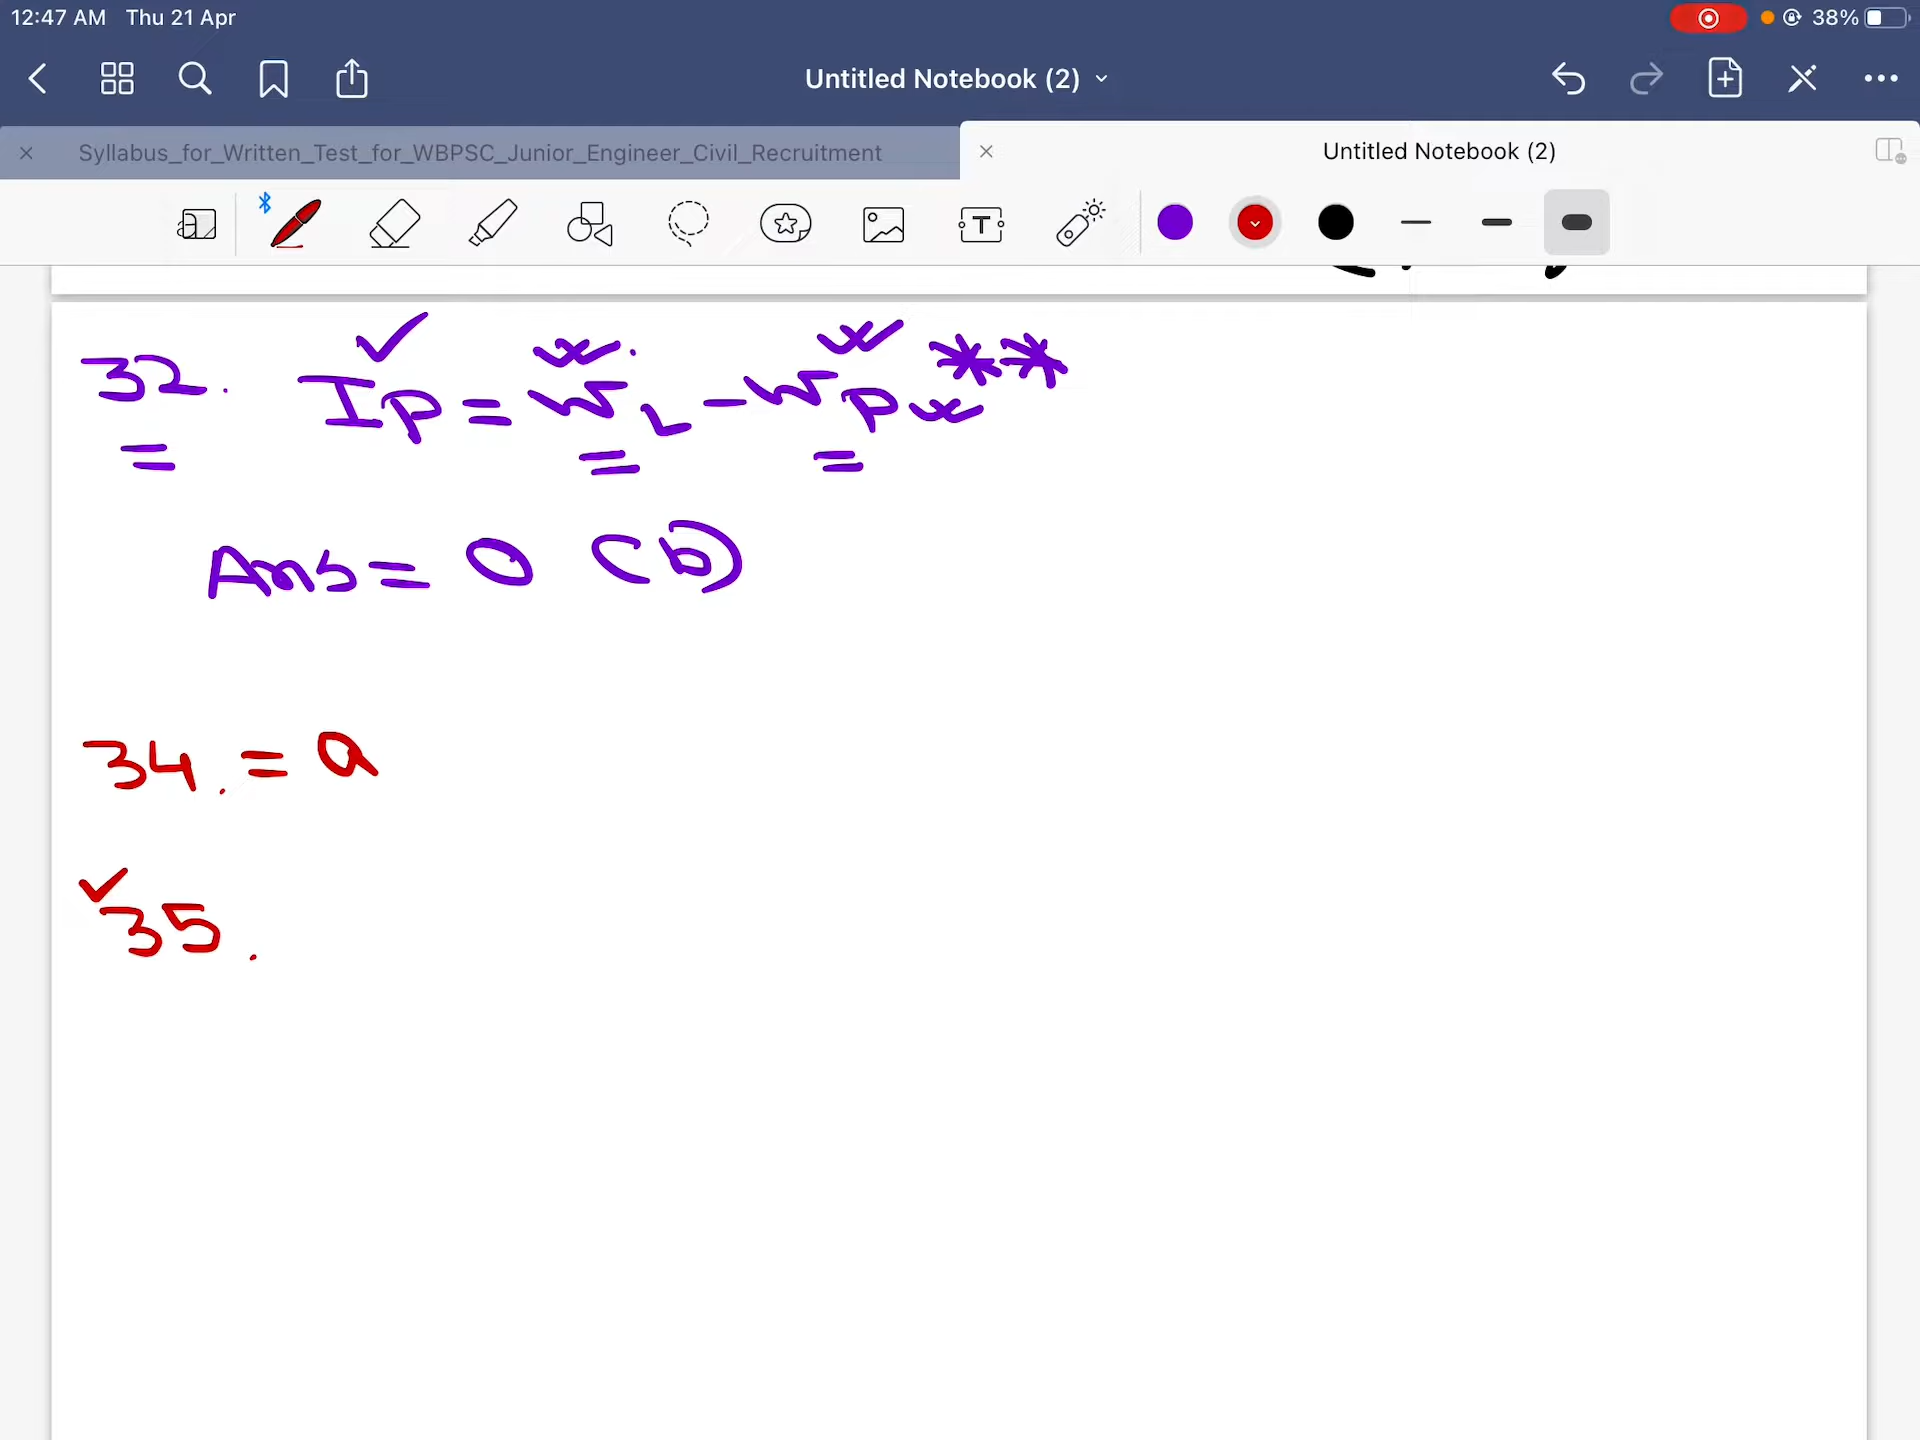 12:47 AM Thu 21 Apr
38%
Untitled Notebook (2)
Syllabus_for_Written_Test_for_WBPSC_Junior_Engineer_Civil_Recruitment
Untitled Notebook (2)
32. IP = WL - WP **
Ans = 0 (b)
34. = a
35.